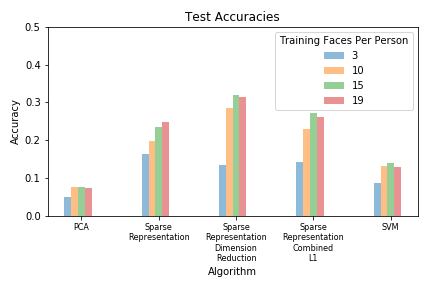 Test Accuracies
Training Faces Per Person
3
10
15
19
Accuracy
0.5
0.4
0.3
0.2
0.1
0.0
PCA
Sparse
Representation
Sparse
Representation
Dimension
Reduction
Sparse
Representation
Combined
L1
SVM
Algorithm